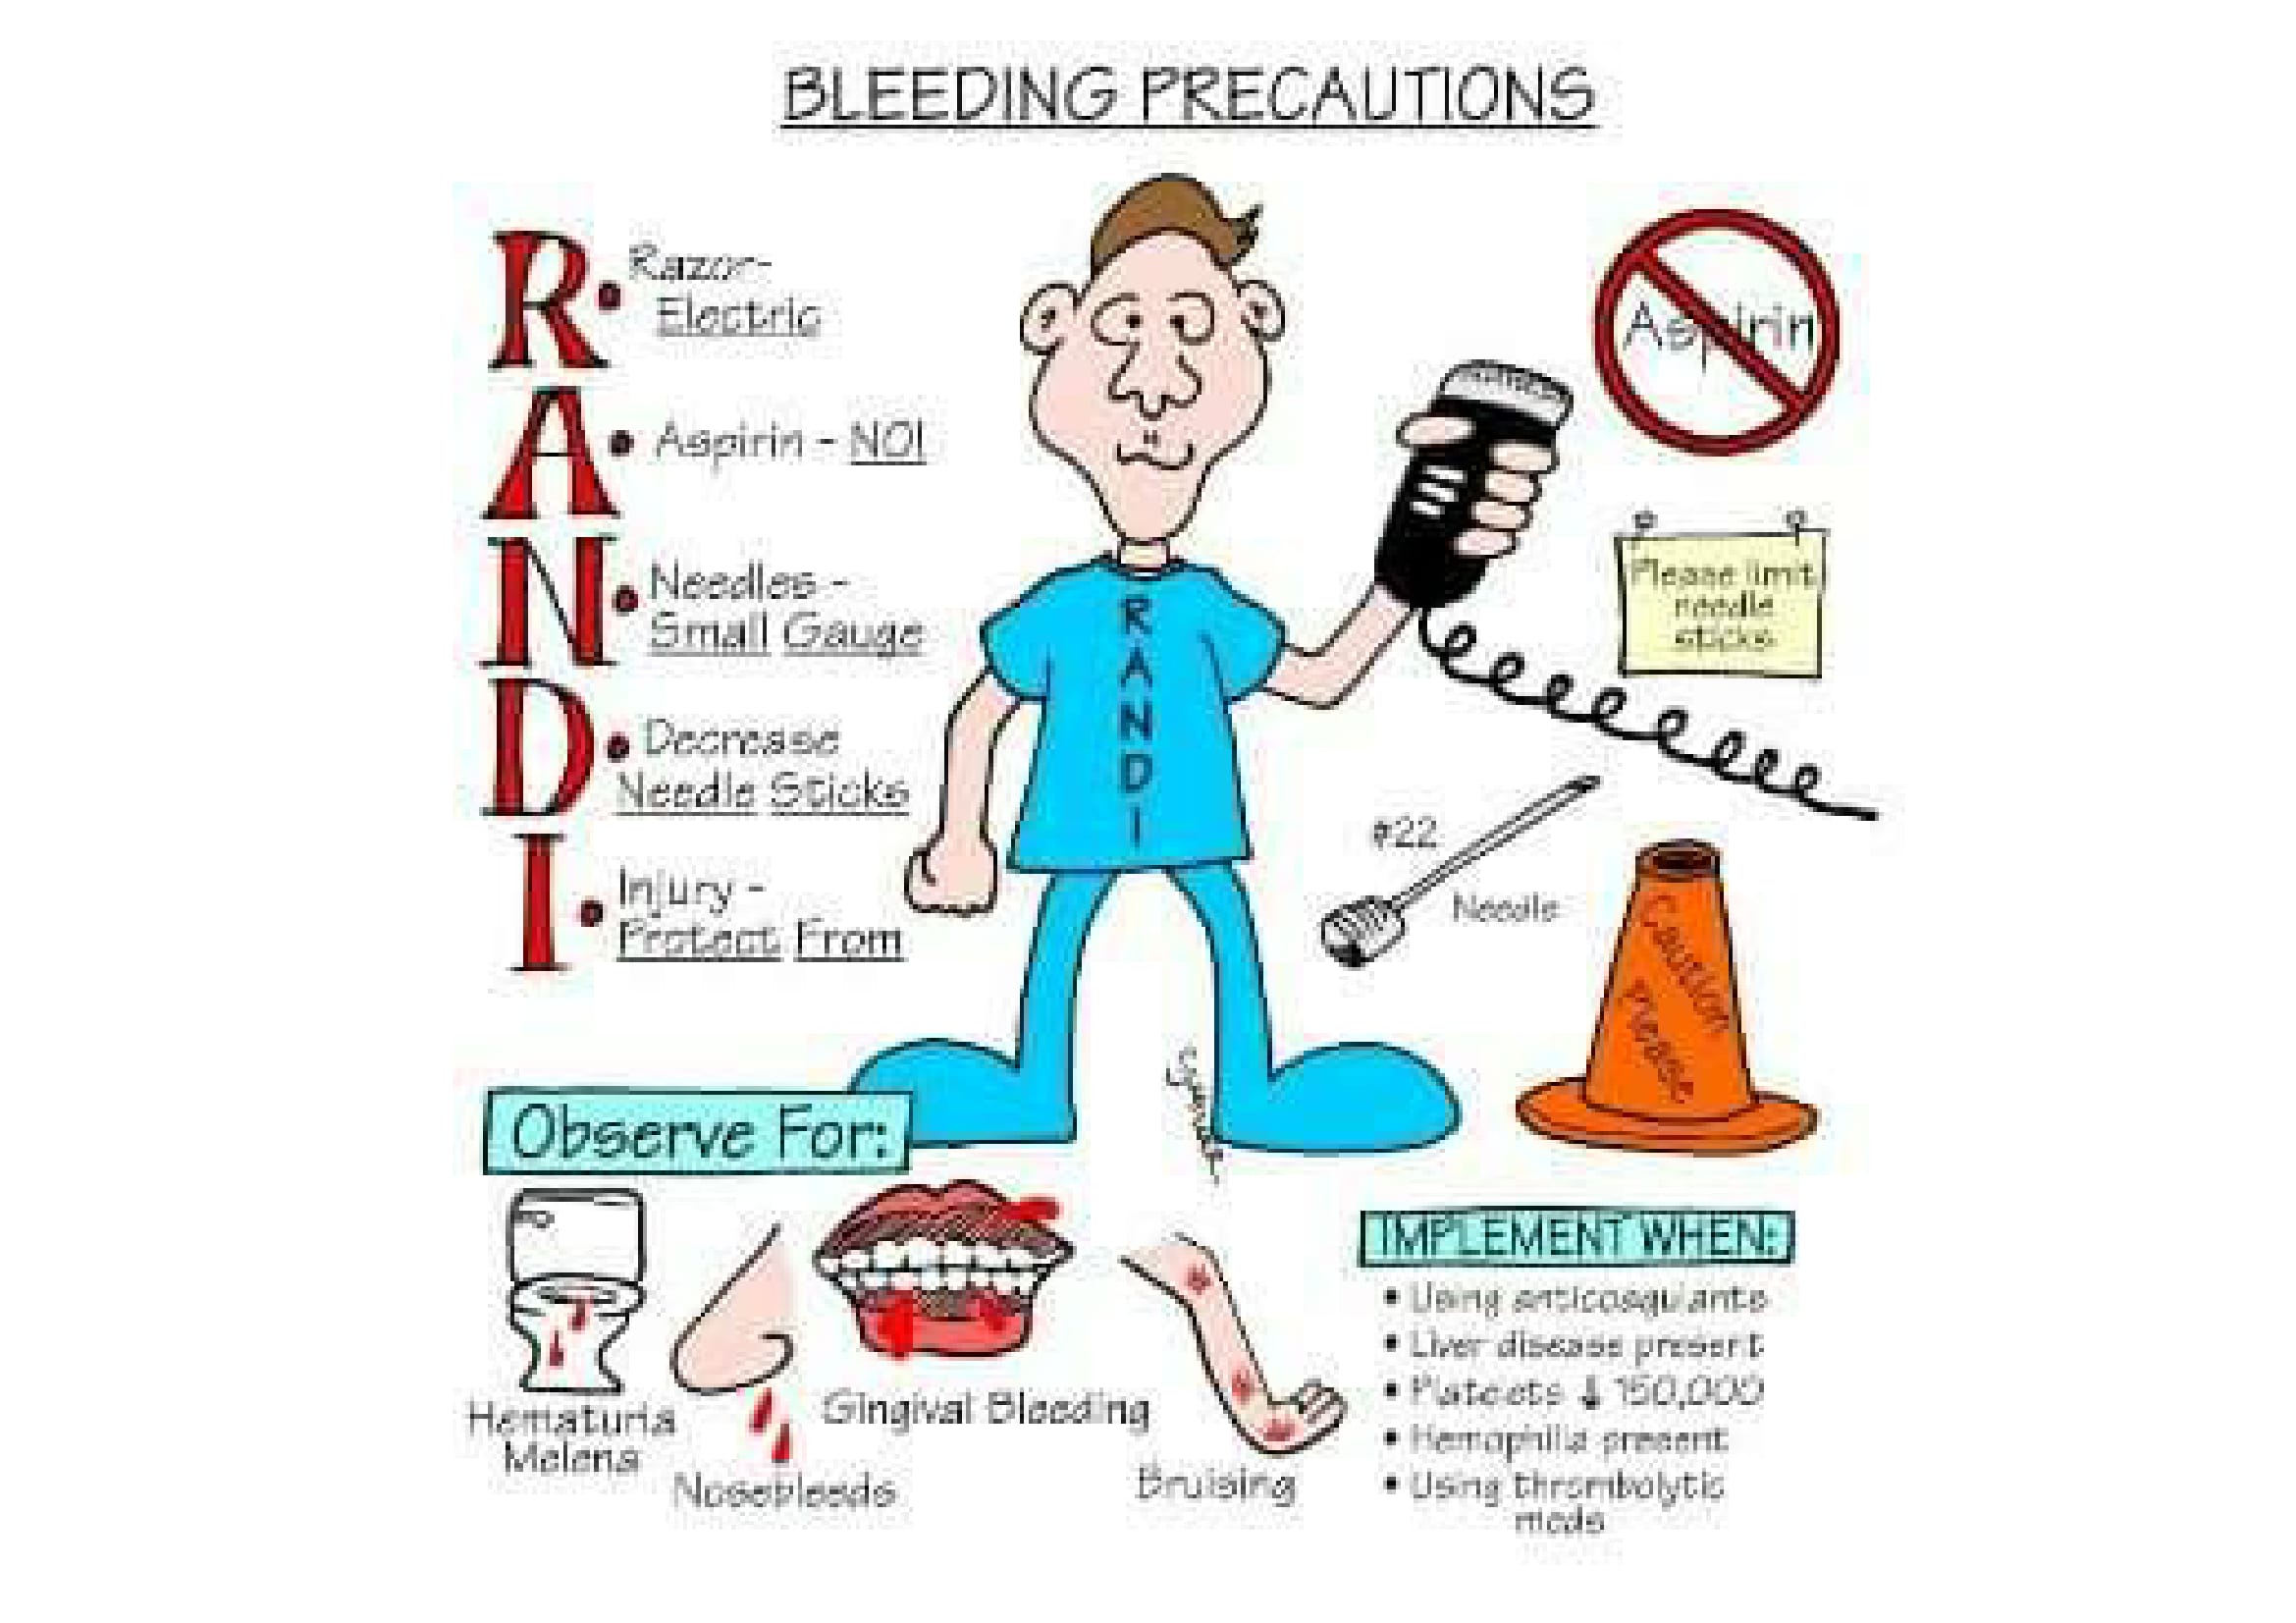 BLEEDING PRECAUTIONS
R
• Razor-
Electric
A
• Aspirin - NO!
N
• Needles -
Small Gauge
D
• Decrease
Needle Sticks
I
• Injury -
Protect From
R
A
N
D
I
Aspirin
Please limit
needle
sticks
#22
Needle
Caution
please
Observe For:
Hematuria
Melena
Nosebleeds
Gingival Bleeding
Bruising
IMPLEMENT WHEN:
• Using anticoagulants
• Liver disease present
• Platelets ↓ 150,000
• Hemophilia present
• Using thrombolytic
meds